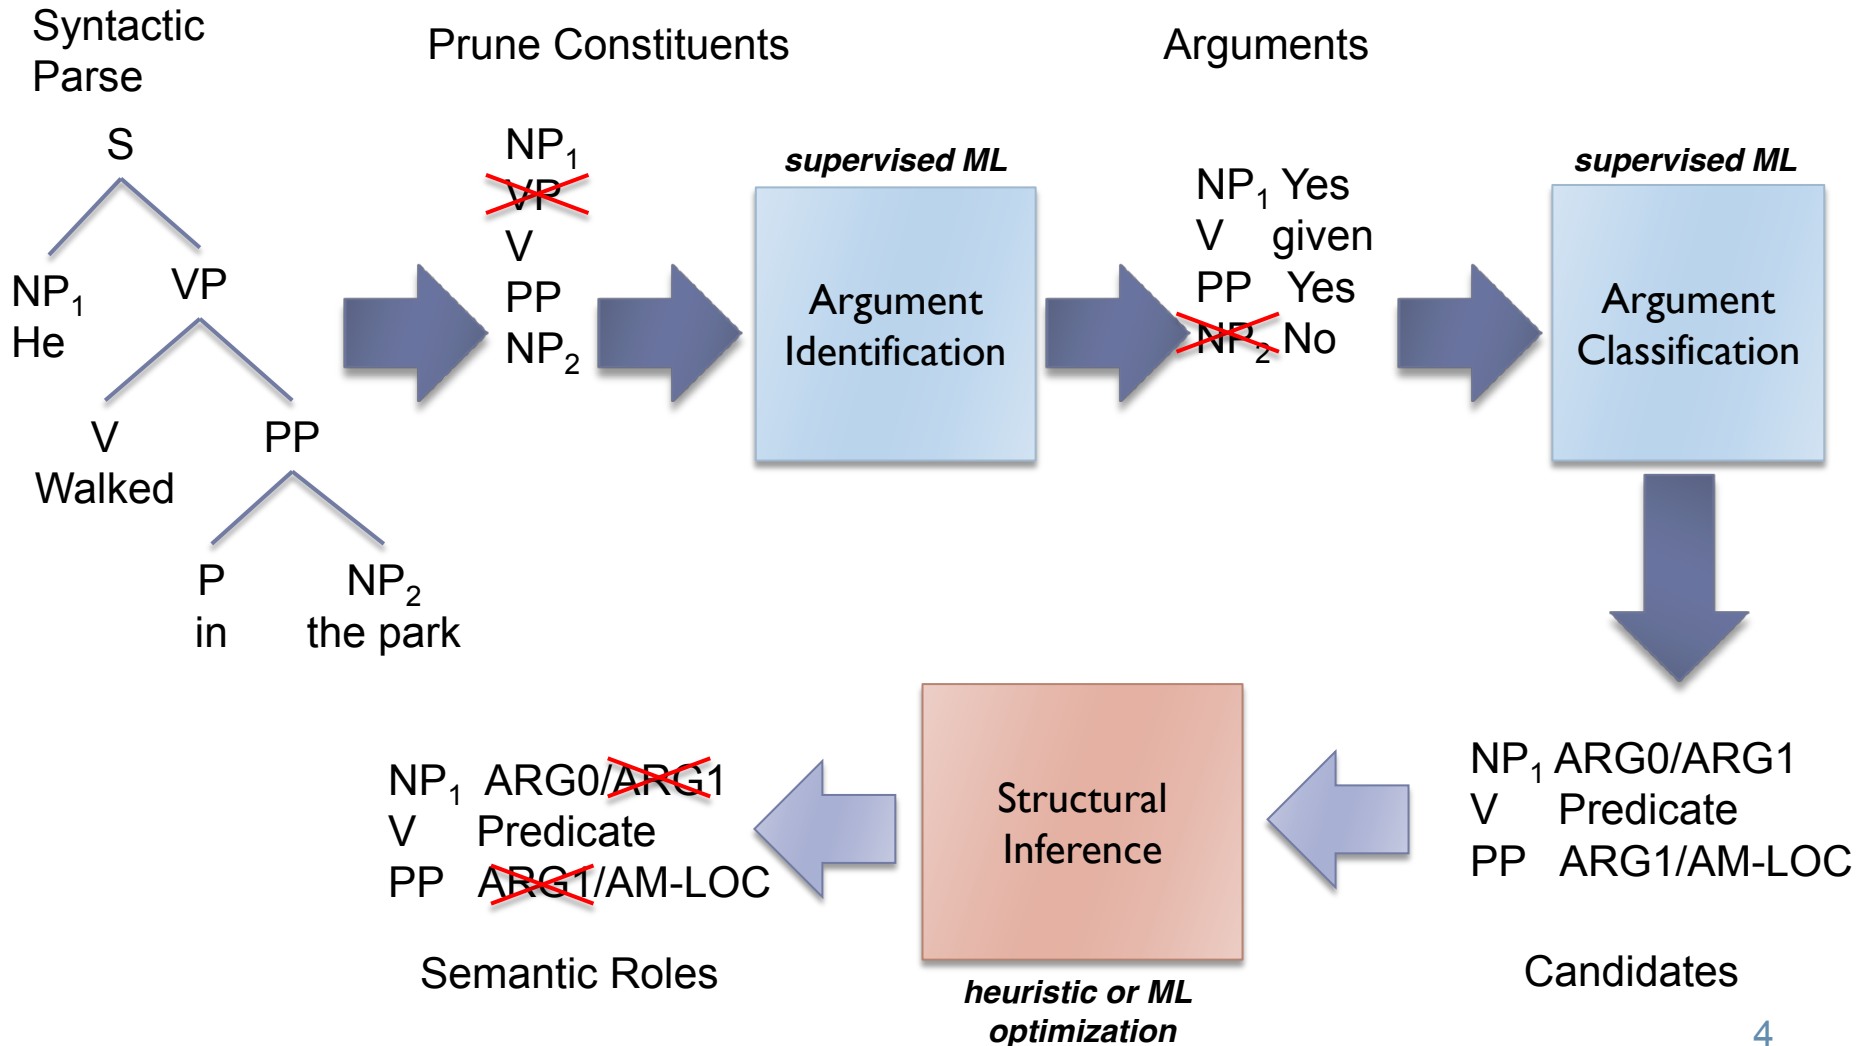 Syntactic
Parse
Prune Constituents
Arguments
S
NP1
He
VP
V
Walked
PP
P
in
NP2
the park
NP1
VP
V
PP
NP2
supervised ML
Argument
Identification
NP1 Yes
V given
PP Yes
NP2 No
supervised ML
Argument
Classification
NP1 ARG0/ARG1
V Predicate
PP ARG1/AM-LOC
Candidates
Structural
Inference
heuristic or ML
optimization
NP1 ARG0/ARG1
V Predicate
PP ARG1/AM-LOC
Semantic Roles
4